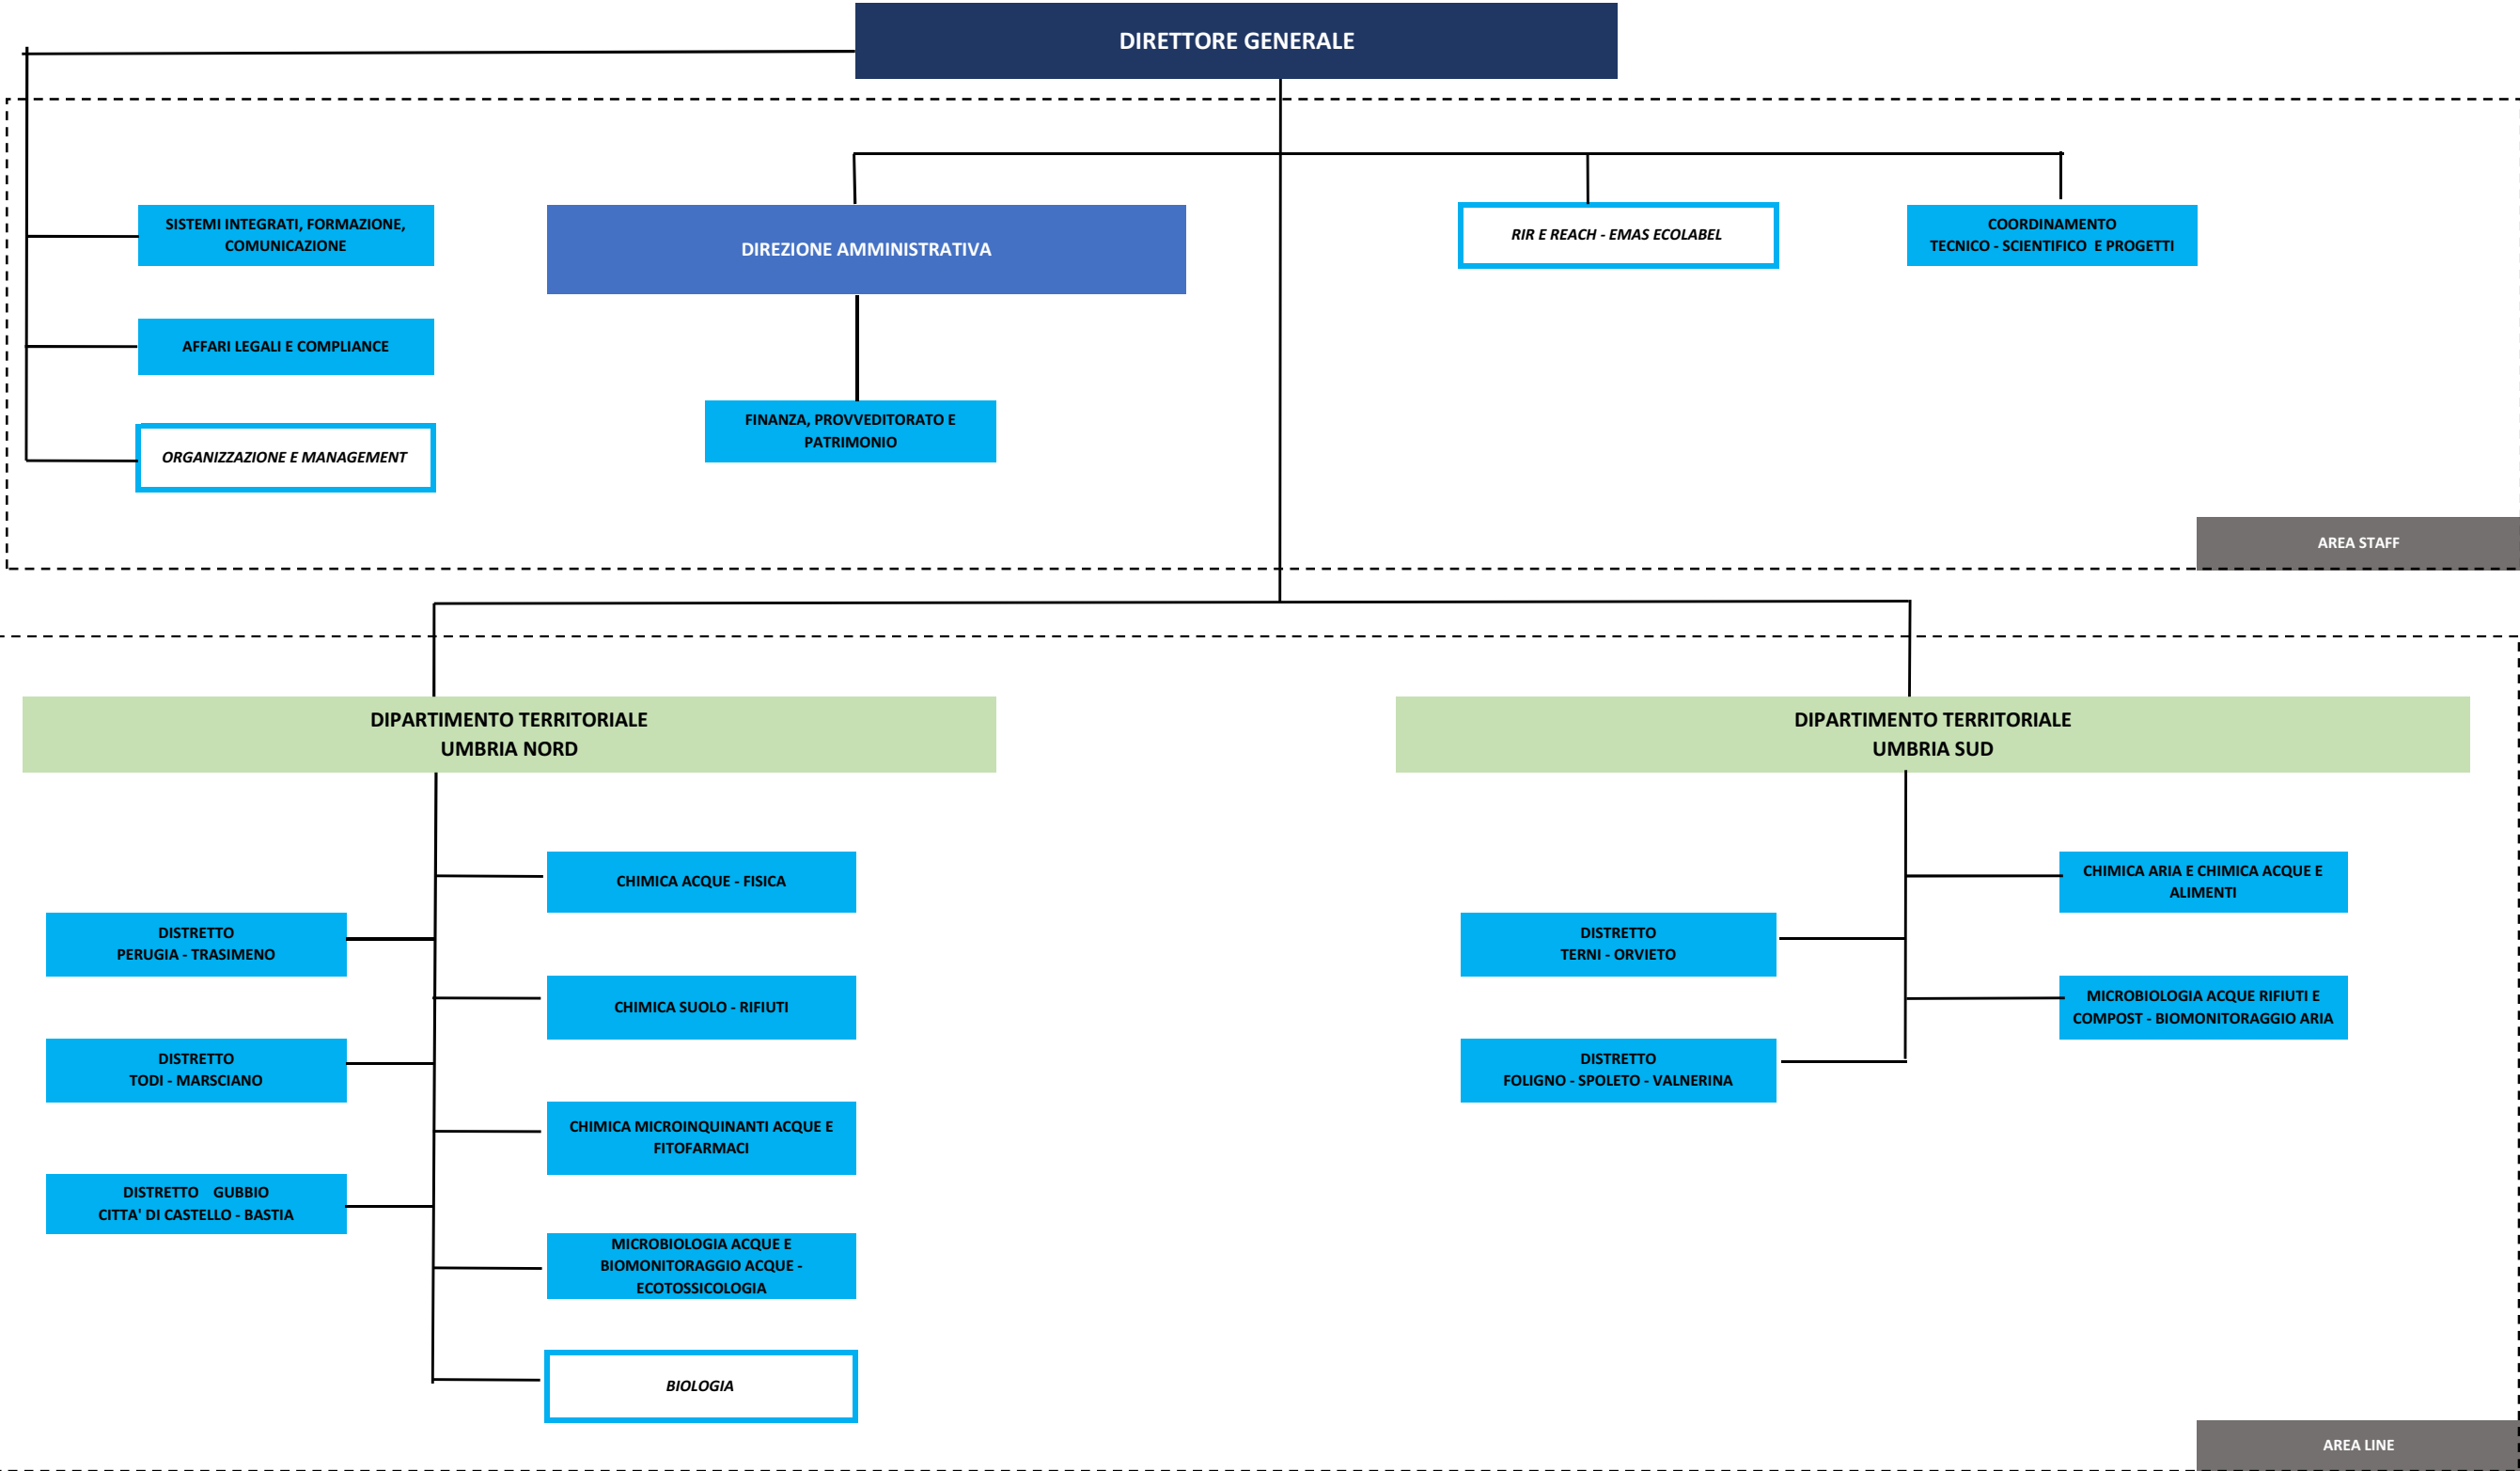 DIRETTORE GENERALE
SISTEMI INTEGRATI, FORMAZIONE,
COMUNICAZIONE
AFFARI LEGALI E COMPLIANCE
ORGANIZZAZIONE E MANAGEMENT
DIREZIONE AMMINISTRATIVA
FINANZA, PROVVEDITORATO E
PATRIMONIO
RIR E REACH - EMAS ECOLABEL
COORDINAMENTO
TECNICO - SCIENTIFICO E PROGETTI
AREA STAFF
DIPARTIMENTO TERRITORIALE
UMBRIA NORD
DISTRETTO
PERUGIA - TRASIMENO
DISTRETTO
TODI - MARSCIANO
DISTRETTO GUBBIO
CITTA' DI CASTELLO - BASTIA
CHIMICA ACQUE - FISICA
CHIMICA SUOLO - RIFIUTI
CHIMICA MICROINQUINANTI ACQUE E
FITOFARMACI
MICROBIOLOGIA ACQUE E
BIOMONITORAGGIO ACQUE -
ECOTOSSICOLOGIA
BIOLOGIA
DIPARTIMENTO TERRITORIALE
UMBRIA SUD
DISTRETTO
TERNI - ORVIETO
DISTRETTO
FOLIGNO - SPOLETO - VALNERINA
CHIMICA ARIA E CHIMICA ACQUE E
ALIMENTI
MICROBIOLOGIA ACQUE RIFIUTI E
COMPOST - BIOMONITORAGGIO ARIA
AREA LINE